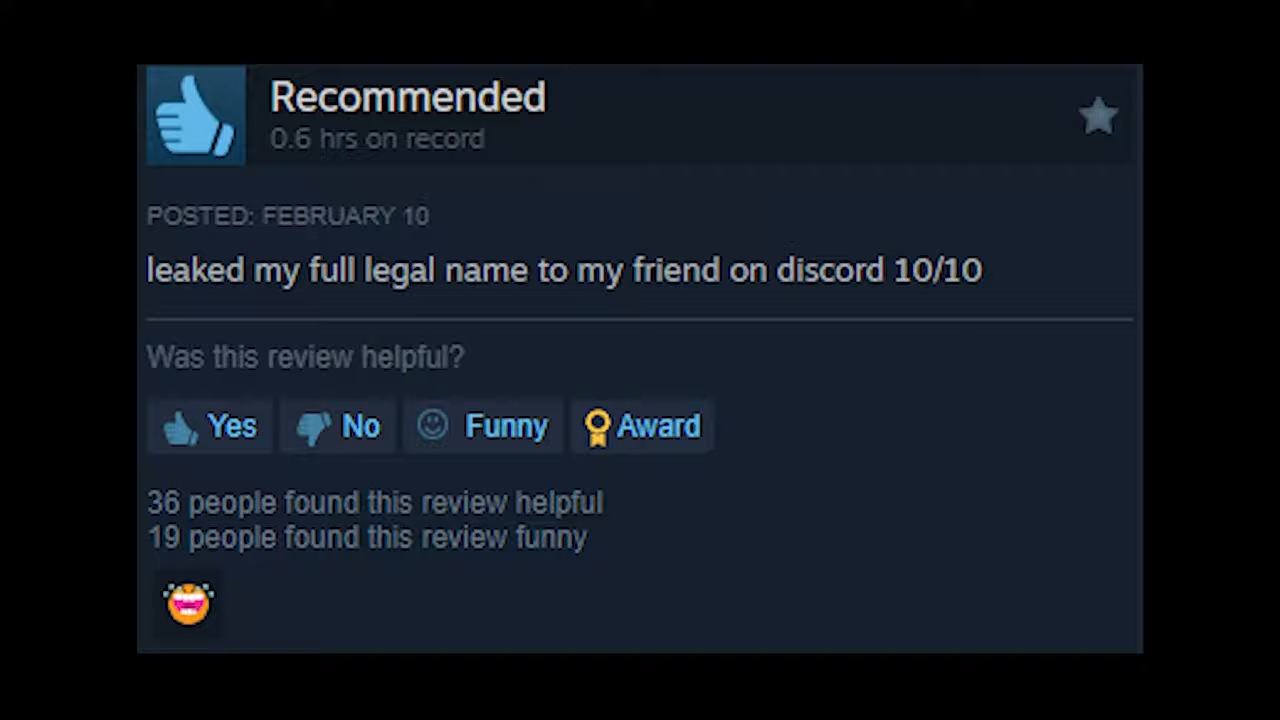 Recommended
0.6 hrs on record
POSTED: FEBRUARY 10
leaked my full legal name to my friend on discord 10/10
Was this review helpful?
Yes No Funny Award
36 people found this review helpful
19 people found this review funny